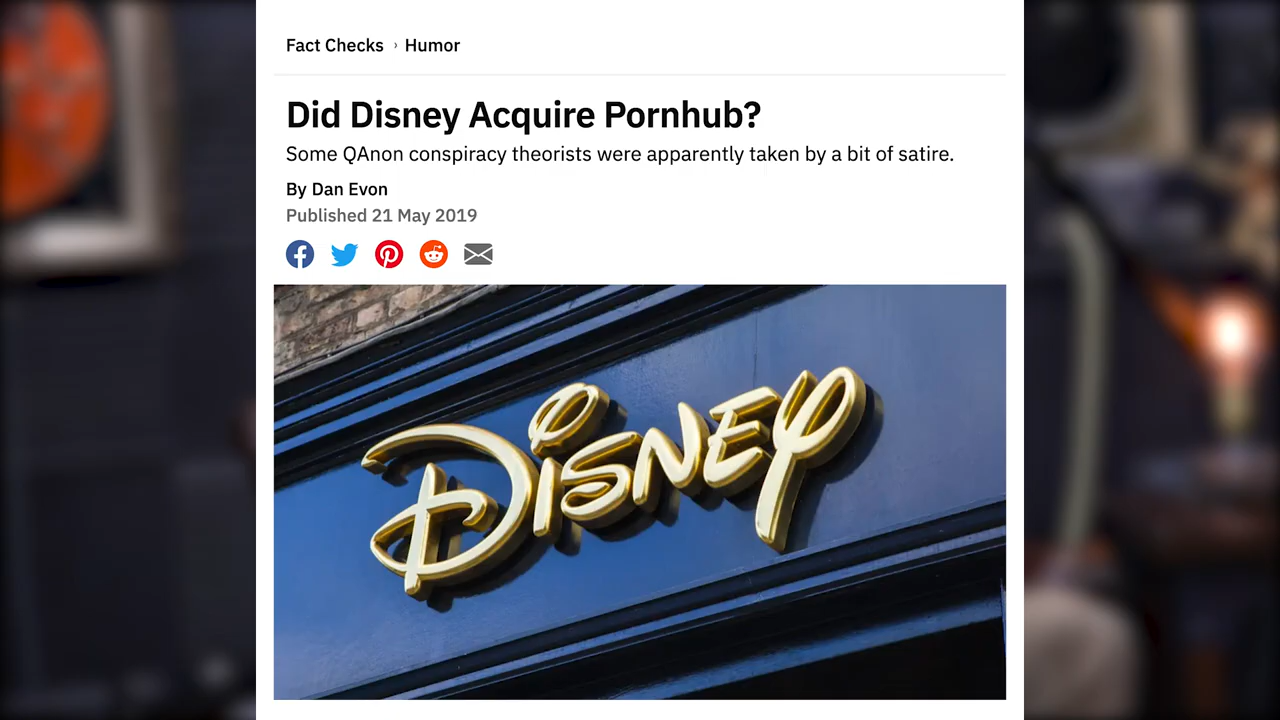 Fact Checks › Humor
Did Disney Acquire Pornhub?
Some QAnon conspiracy theorists were apparently taken by a bit of satire.
By Dan Evon
Published 21 May 2019
Disney